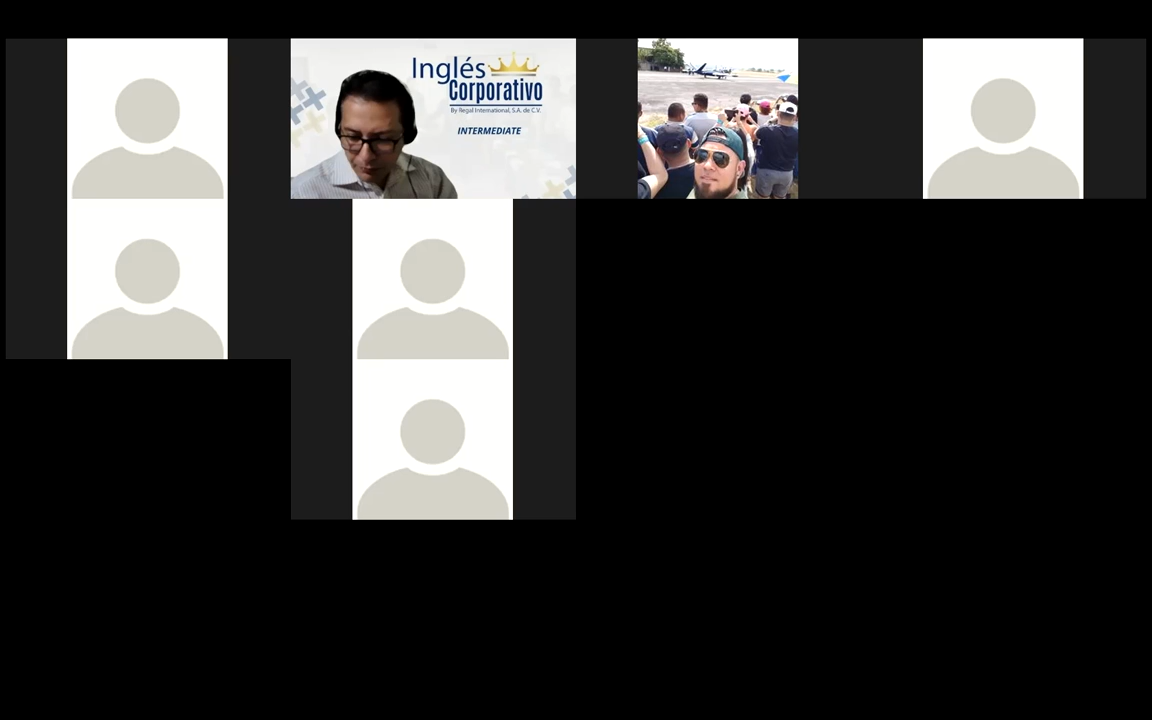 Inglés
Corporativo
By Ilegal International, S.A. de C.V.
INTERMEDIATE